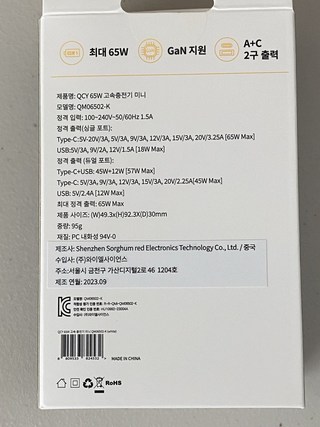 최대 65W
GaN 지원
A+C
2구 출력
제품명: QCY 65W 고속충전기 미니
모델명: QM06502-K
정격 입력: 100~240V~50/60Hz 1.5A
정격 출력(싱글 포트):
Type-C:5V-20V/3A, 5V/3A, 9V/3A, 12V/3A, 15V/3A, 20V/3.25A [65W Max]
USB:5V/3A, 9V/2A, 12V/1.5A [18W Max]
정격 출력 (듀얼 포트):
Type-C+USB: 45W+12W [57W Max]
Type-C: 5V/3A, 9V/3A, 12V/3A, 15V/3A, 20V/2.25A[45W Max]
USB: 5V/2.4A [12W Max]
최대 정격 출력: 65W Max
제품 사이즈: (W)49.3x(H)92.3X(D)30mm
중량: 95g
재질: PC 내화성 94V-0
제조사: Shenzhen Sorghum red Electronics Technology Co., Ltd. / 중국
수입사: (주)와이엘사이언스
주소:서울시 금천구 가산디지털2로 46 1204호
제조 연월: 2023.09
모델명: QM06502-K
MADE IN CHINA
RoHS